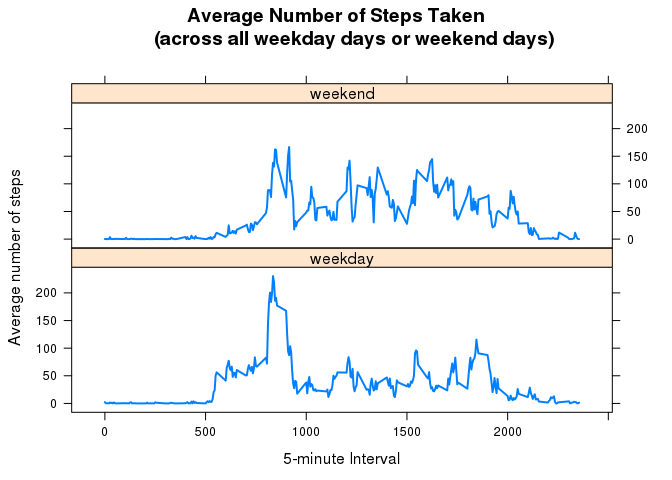 Average Number of Steps Taken
(across all weekday days or weekend days)
weekend
200
150
100
50
0
weekday
200
150
100
50
0
Average number of steps
0 500 1000 1500 2000
5-minute Interval